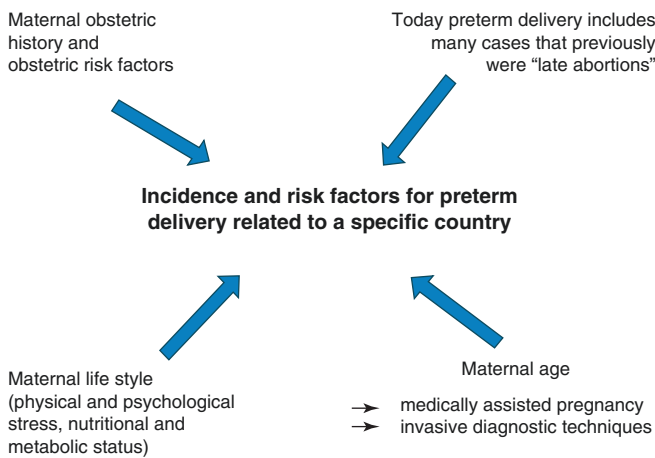 Maternal obstetric
history and
obstetric risk factors
Today preterm delivery includes
many cases that previously
were “late abortions”
Incidence and risk factors for preterm
delivery related to a specific country
Maternal life style
(physical and psychological
stress, nutritional and
metabolic status)
Maternal age
→ medically assisted pregnancy
→ invasive diagnostic techniques